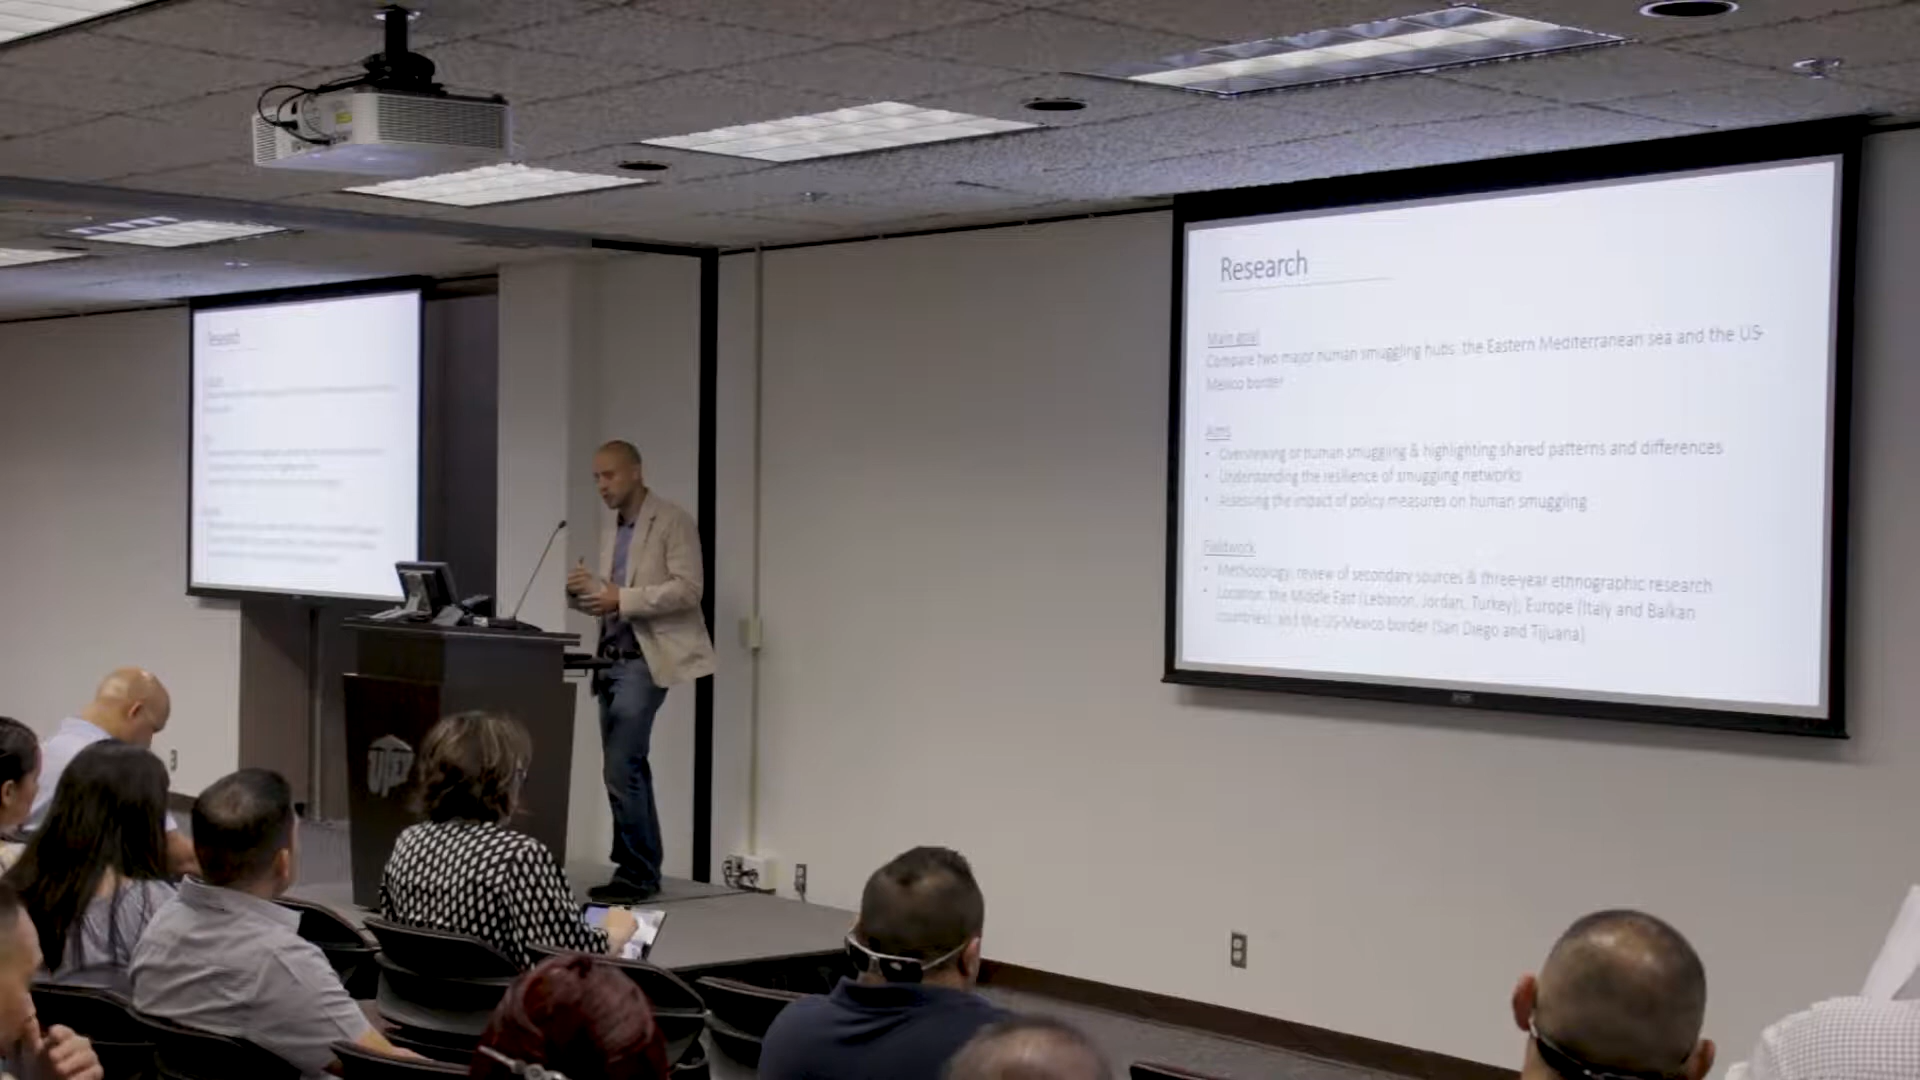 Research
Main goal
Compare two major human smuggling hubs: the Eastern Mediterranean sea and the US-
Mexico border
Aims
• Overviewing of human smuggling & highlighting shared patterns and differences
• Understanding the resilience of smuggling networks
• Assessing the impact of policy measures on human smuggling
Fieldwork
• Methodology: review of secondary sources & three-year ethnographic research
• Location: the Middle East (Lebanon, Jordan, Turkey), Europe (Italy and Balkan
countries), and the US-Mexico border (San Diego and Tijuana)
Research